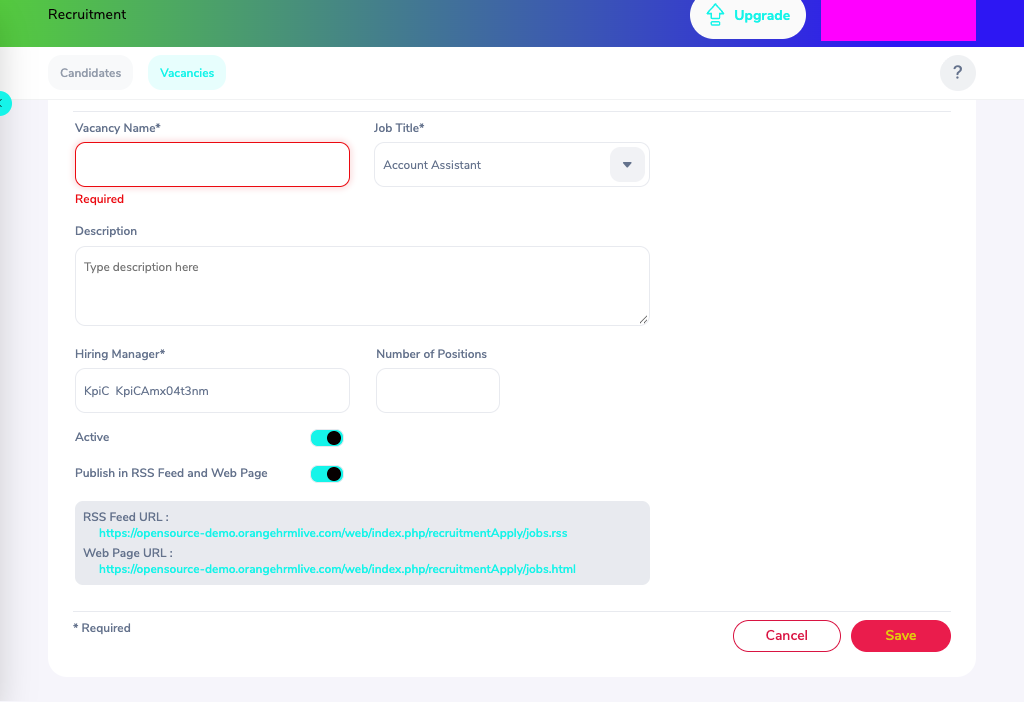 Recruitment
Upgrade
Candidates
Vacancies
?
Vacancy Name*
Job Title*
Account Assistant
Required
Description
Type description here
Hiring Manager*
Number of Positions
KpiC  KpiCAmx04t3nm
Active
Publish in RSS Feed and Web Page
RSS Feed URL :
https://opensource-demo.orangehrmlive.com/web/index.php/recruitmentApply/jobs.rss
Web Page URL :
https://opensource-demo.orangehrmlive.com/web/index.php/recruitmentApply/jobs.html
* Required
Cancel
Save